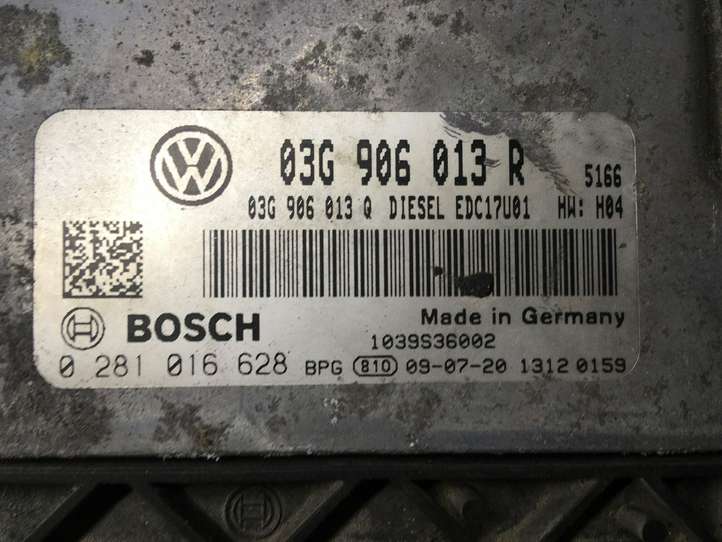 03G 906 013 R 5166
03G 906 013 Q DIESEL EDC17U01 HW: H04
Made in Germany
BOSCH 1039S36002
0 281 016 628 BPG 810 09-07-20 1312 0159
BOSCH